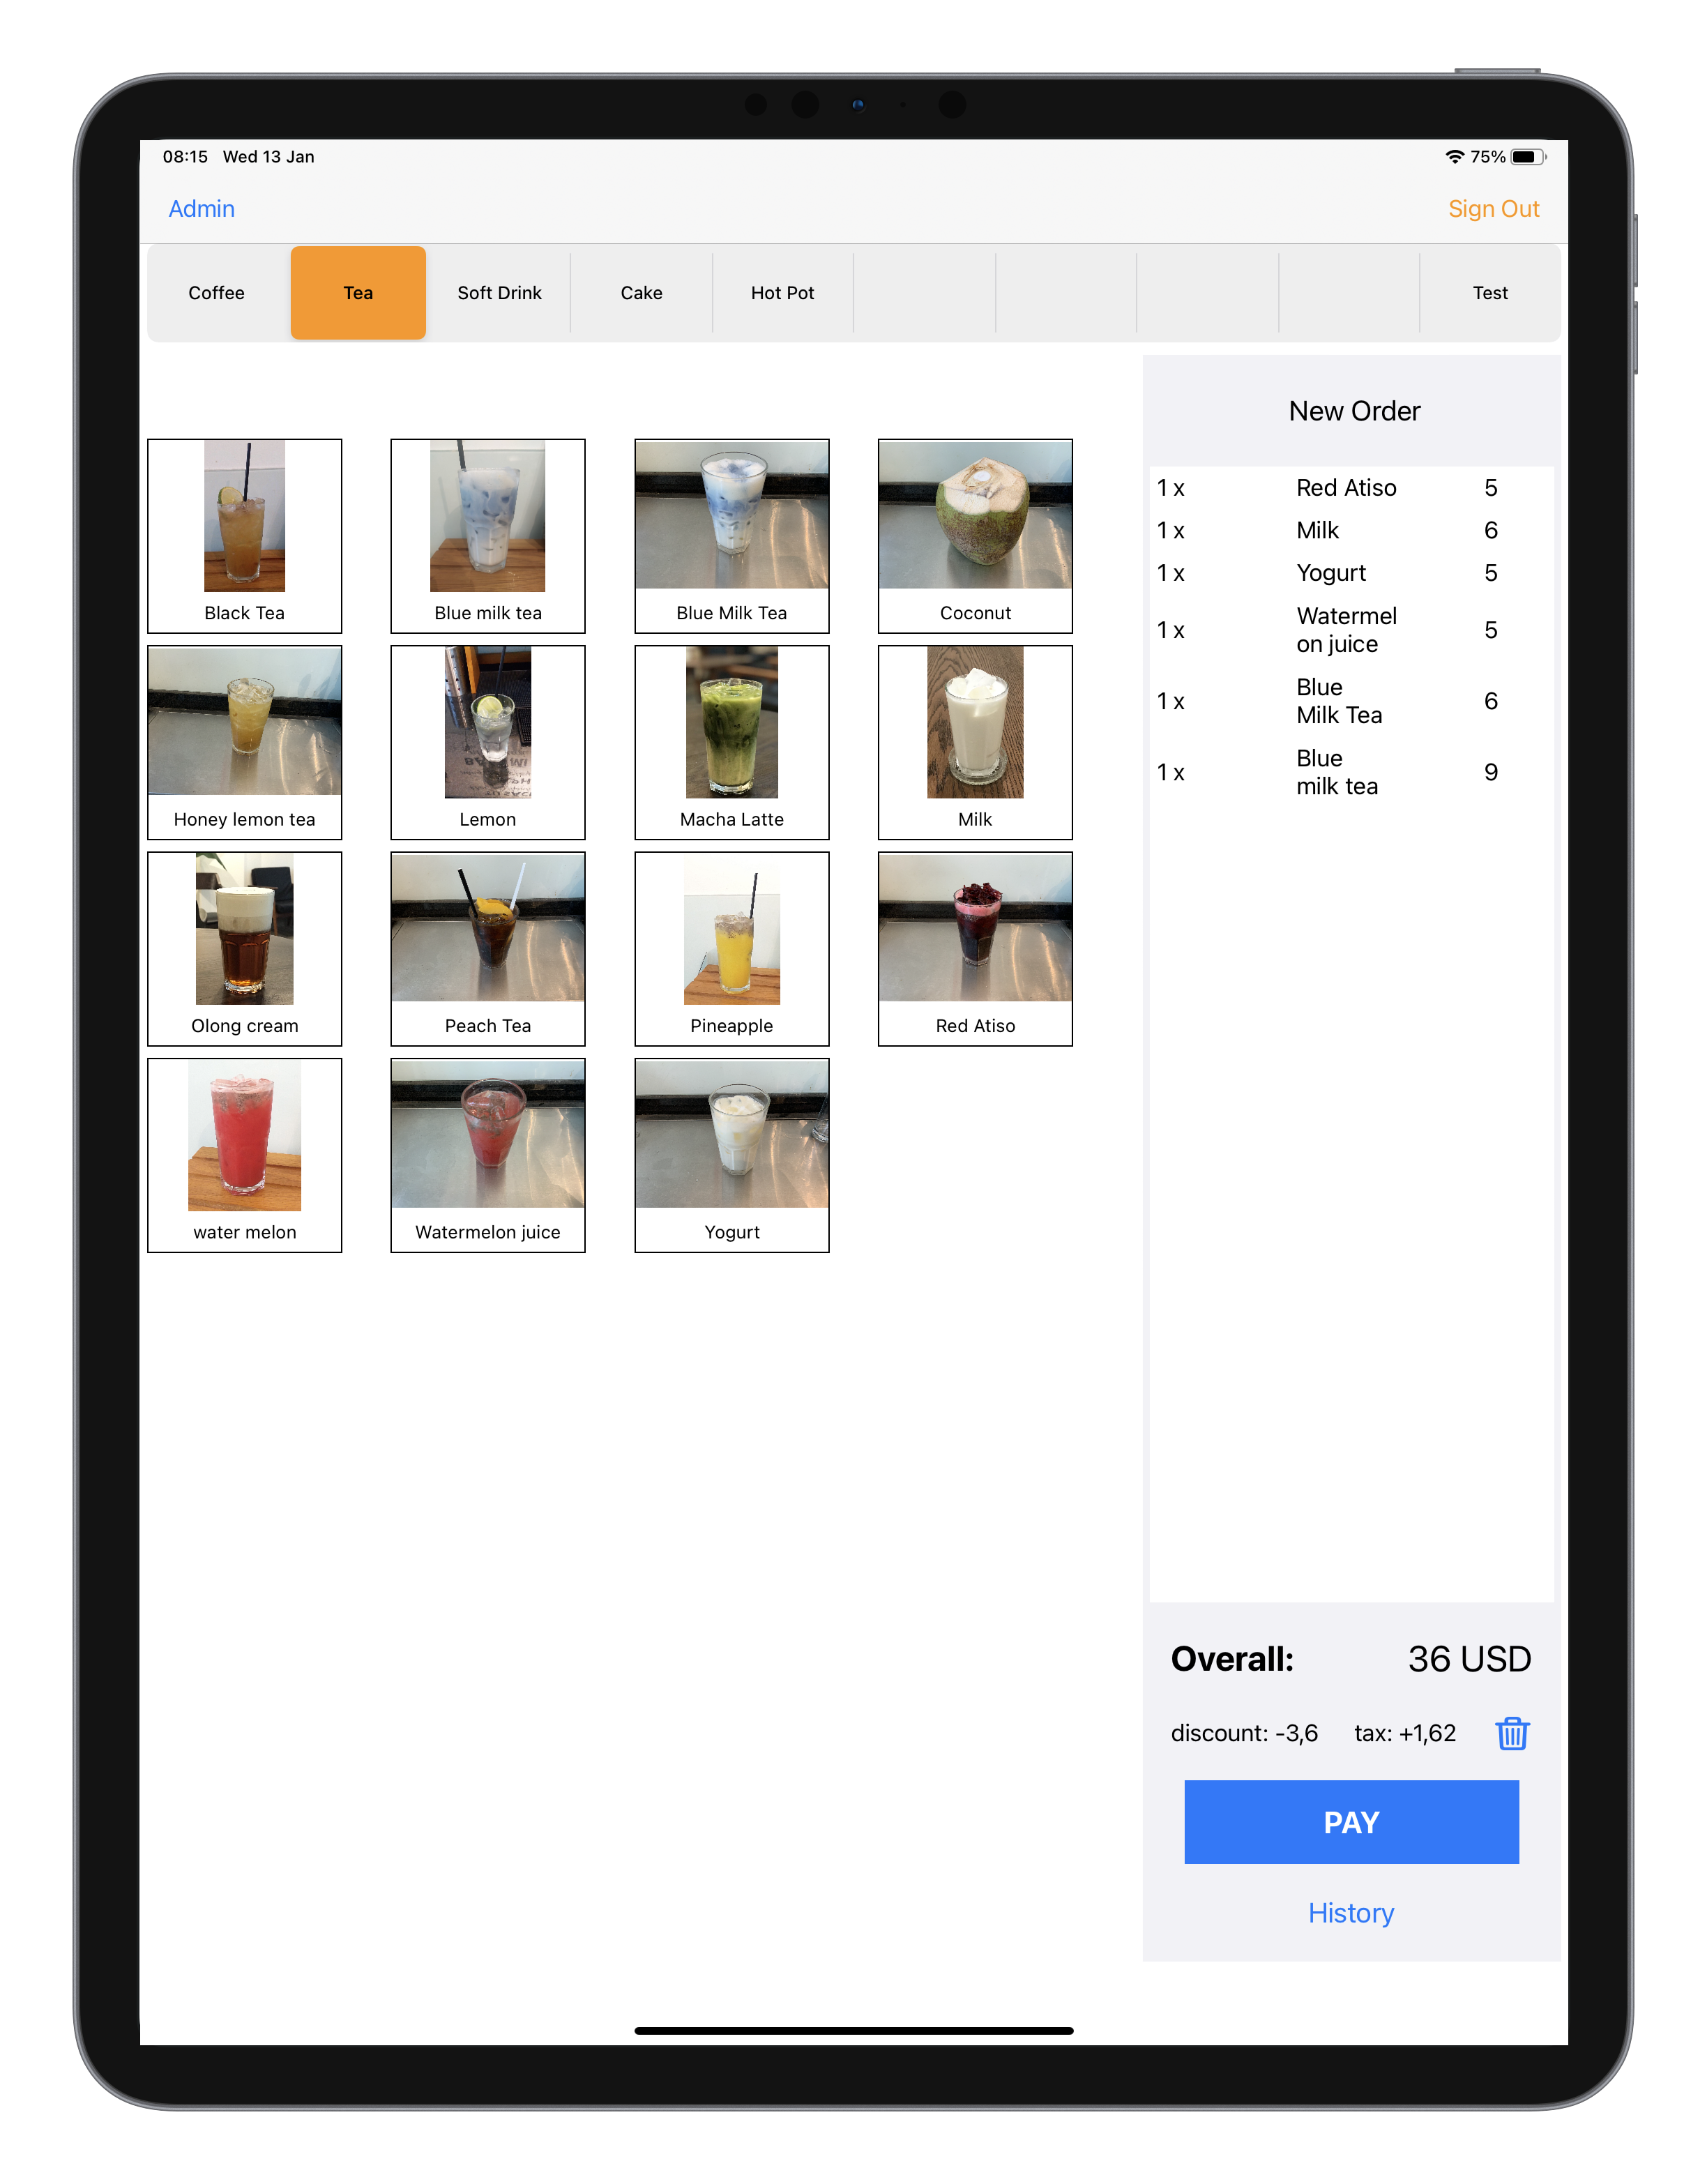 08:15 Wed 13 Jan
75%
Admin
Sign Out
Coffee
Tea
Soft Drink
Cake
Hot Pot
Test
New Order
1 x Red Atiso 5
1 x Milk 6
1 x Yogurt 5
1 x Watermel
on juice 5
1 x Blue
Milk Tea 6
1 x Blue
milk tea 9
Black Tea
Blue milk tea
Blue Milk Tea
Coconut
Honey lemon tea
Lemon
Macha Latte
Milk
Olong cream
Peach Tea
Pineapple
Red Atiso
water melon
Watermelon juice
Yogurt
Overall: 36 USD
discount: -3,6 tax: +1,62
PAY
History